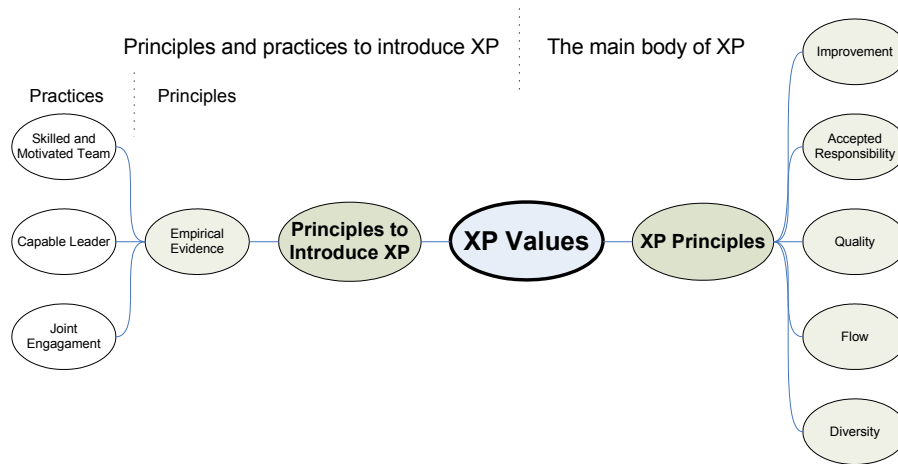 Principles and practices to introduce XP
The main body of XP
Practices
Principles
Skilled and
Motivated Team
Capable Leader
Joint
Engagament
Empirical
Evidence
Principles to
Introduce XP
XP Values
XP Principles
Improvement
Accepted
Responsibility
Quality
Flow
Diversity